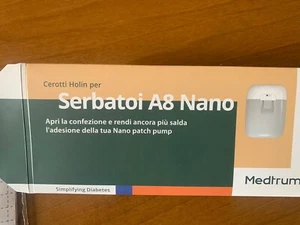 Cerotti Holin per
Serbatoi A8 Nano
Apri la confezione e rendi ancora più salda
l'adesione della tua Nano patch pump
Simplifying Diabetes
Medtrum